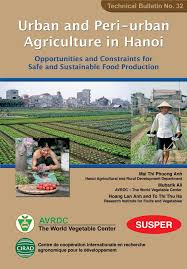 Technical Bulletin No. 32
Urban and Peri-urban
Agriculture in Hanoi
Opportunities and Constraints for
Safe and Sustainable Food Production
Mai Thi Phuong Anh
Hanoi Agricultural and Rural Development Department
Mubarik Ali
AVRDC – The World Vegetable Center
Hoang Lan Anh and To Thi Thu Ha
Research Institute for Fruits and Vegetables
AVRDC
The World Vegetable Center
SUSPER
CIRAD
Centre de coopération internationale en recherche
agronomique pour le développement